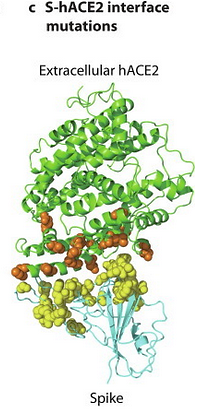 c S-hACE2 interface
mutations
Extracellular hACE2
Spike